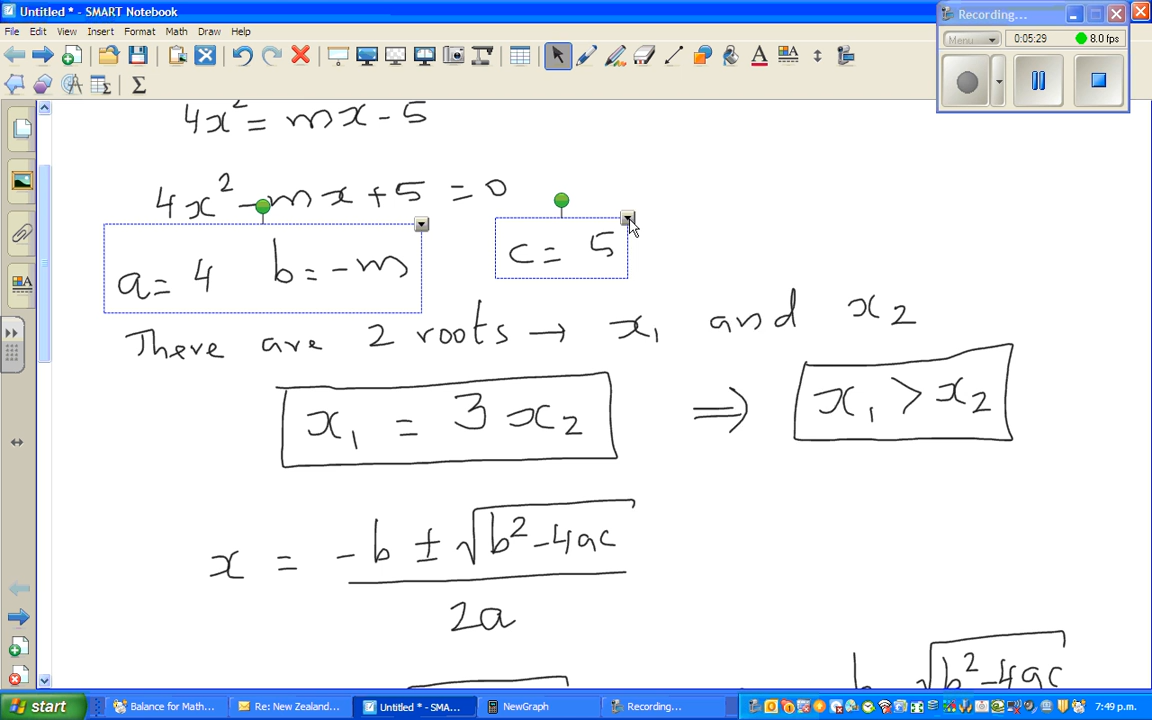 Untitled * - SMART Notebook
Recording...
File Edit View Insert Format Math Draw Help
Menu 0:05:29 8.0 fps
4x² = mx - 5
4x² - mx + 5 = 0
a = 4 b = -m c = 5
There are 2 roots → x₁ and x₂
x₁ = 3x₂ ⇒ x₁ > x₂
x = -b ± √b² - 4ac
2a
b √b² - 4ac
start Balance for Math... Re: New Zealand... Untitled * - SMA... NewGraph Recording... 7:49 p.m.